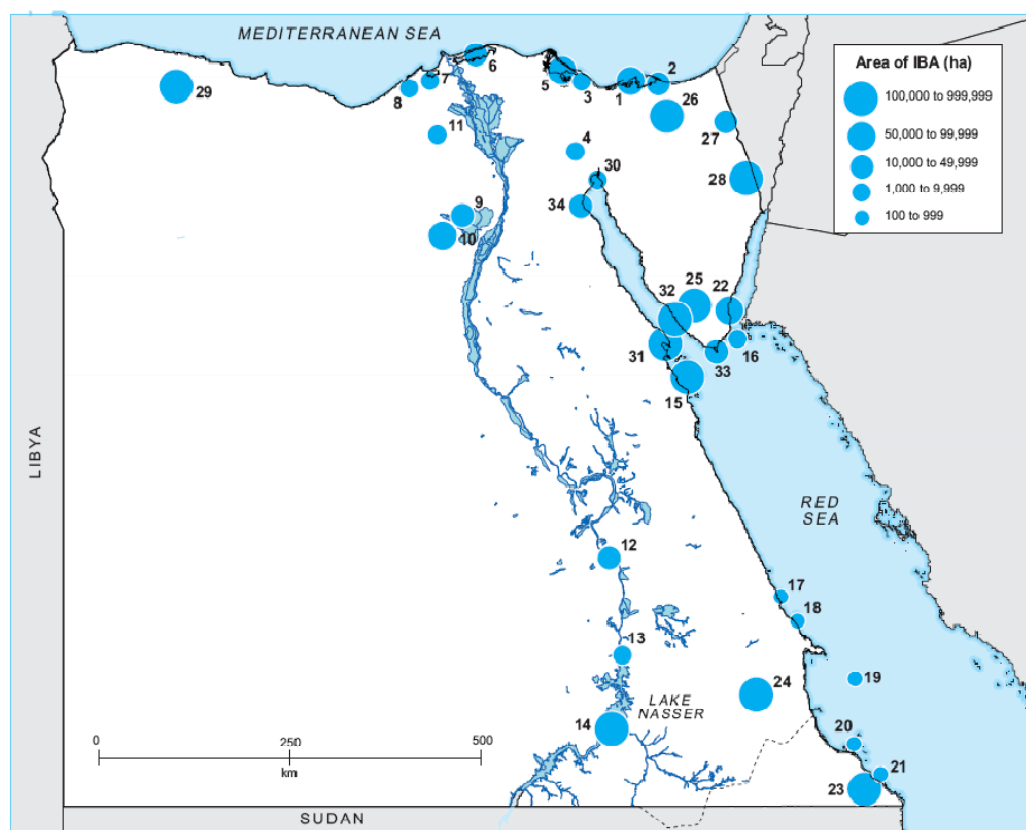 MEDITERRANEAN SEA
Area of IBA (ha)
100,000 to 999,999
50,000 to 99,999
10,000 to 49,999
1,000 to 9,999
100 to 999
29
8
7
6
5
3
1
2
26
27
11
4
30
28
34
9
10
25
32
22
31
33
16
15
LIBYA
RED
SEA
12
17
18
13
19
24
LAKE
NASSER
14
20
21
23
0
250
500
km
SUDAN